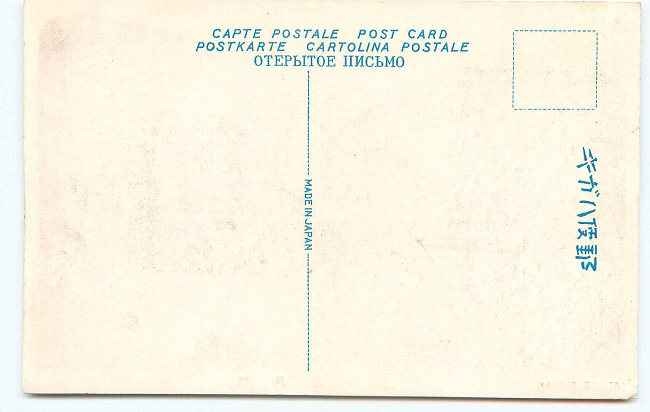 CAPTE POSTALE POST CARD
POSTKARTE CARTOLINA POSTALE
ОТЕРЫТОЕ ПИСЬМО
MADE IN JAPAN
キガハ便郵